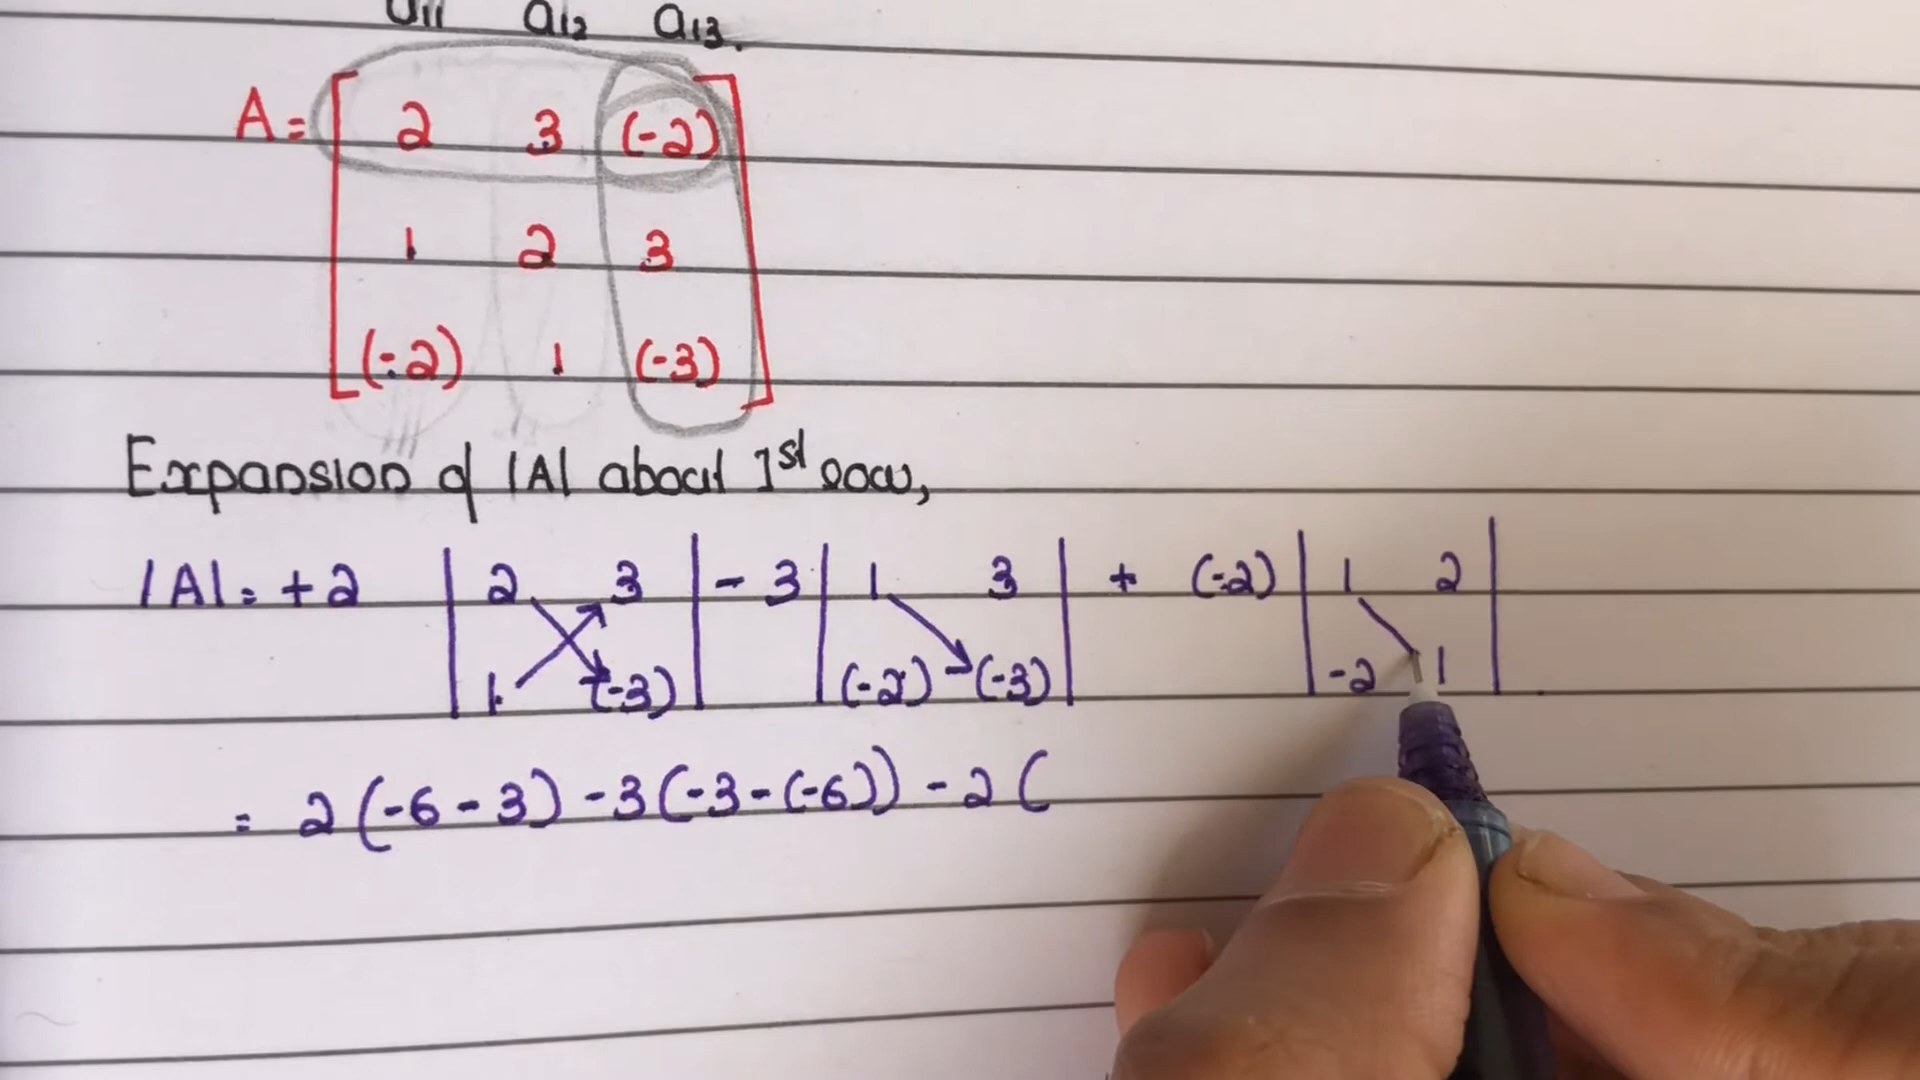 a11 a12 a13.
A = [ 2 3 (-2)
1 2 3
(-2) 1 (-3) ]
Expansion of |A| about 1st row,
|A| = +2 | 2 3 | - 3 | 1 3 | + (-2) | 1 2 |
| 1 (-3) | | (-2) (-3) | | -2 1 |
= 2 (-6 - 3) - 3 (-3 - (-6)) - 2 (